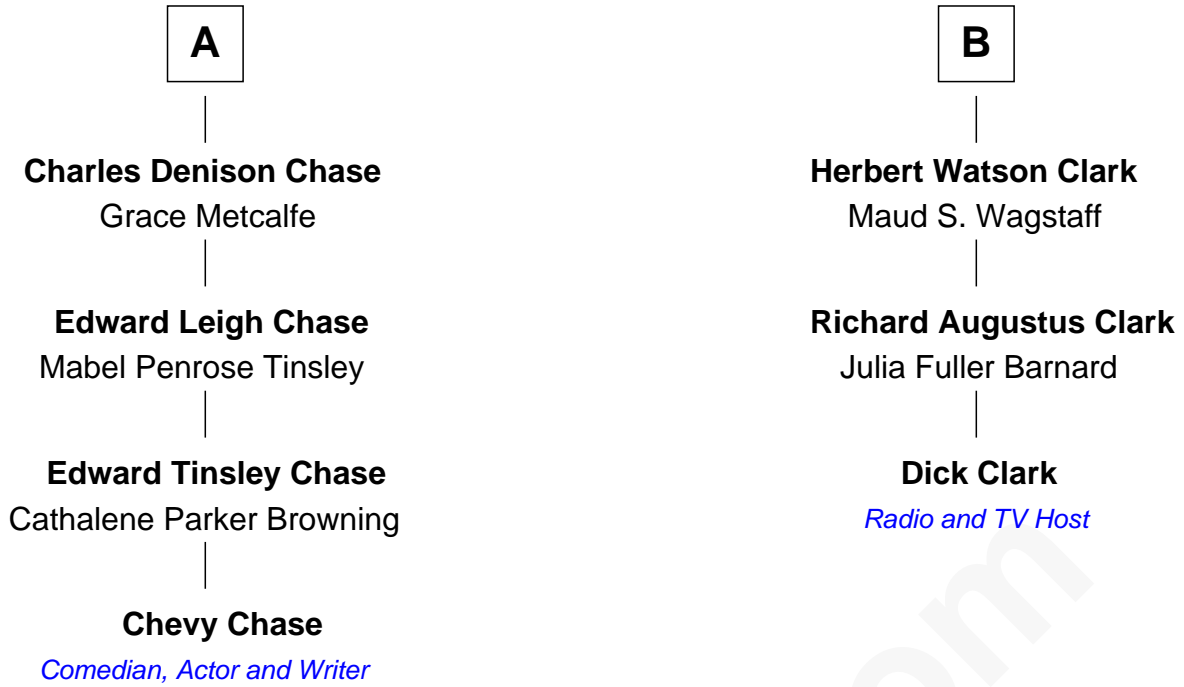 A
Charles Denison Chase
Grace Metcalfe
Edward Leigh Chase
Mabel Penrose Tinsley
Edward Tinsley Chase
Cathalene Parker Browning
Chevy Chase
Comedian, Actor and Writer
B
Herbert Watson Clark
Maud S. Wagstaff
Richard Augustus Clark
Julia Fuller Barnard
Dick Clark
Radio and TV Host
om